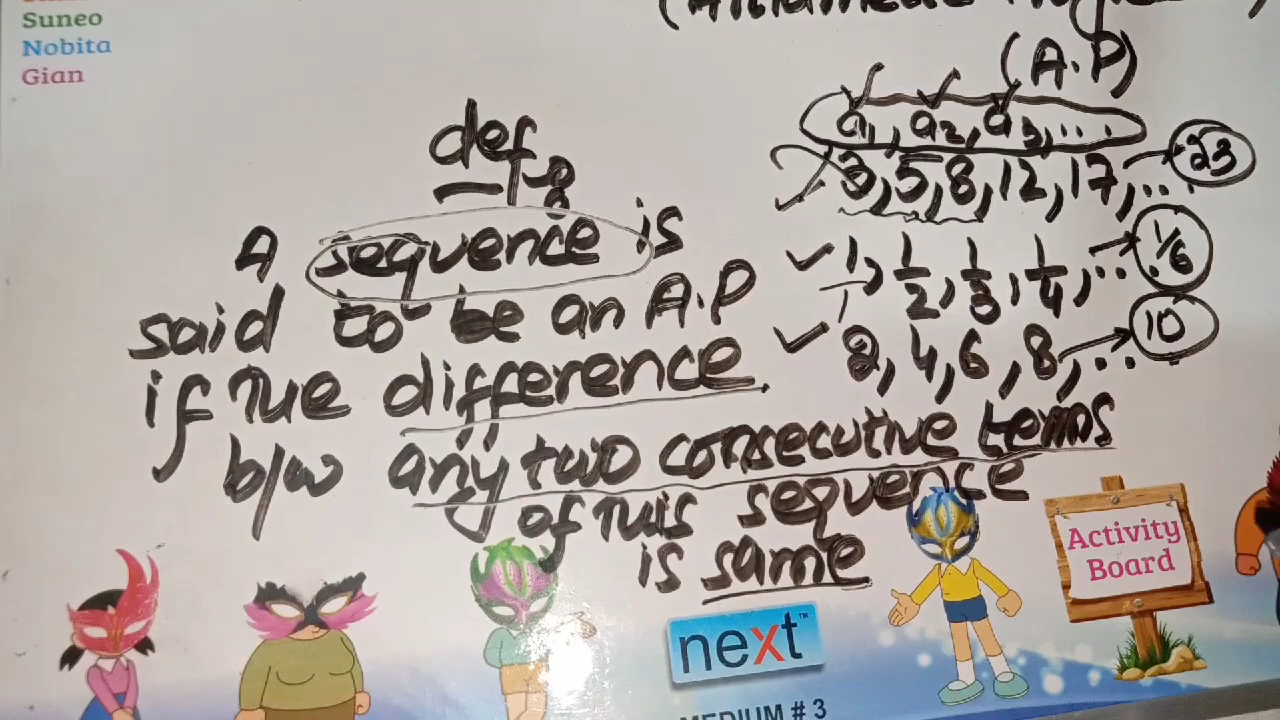 Suneo
Nobita
Gian
(A.P)
a1, a2, a3, ...
3, 5, 8, 12, 17, ... → 23
1/1, 1/2, 1/3, 1/4, ... → 1/6
2, 4, 6, 8, ... → 10
def :
A sequence is
said to be an A.P
if the difference
b/w any two consecutive terms
of this sequence
is same
Activity
Board
next™
MEDIUM # 3